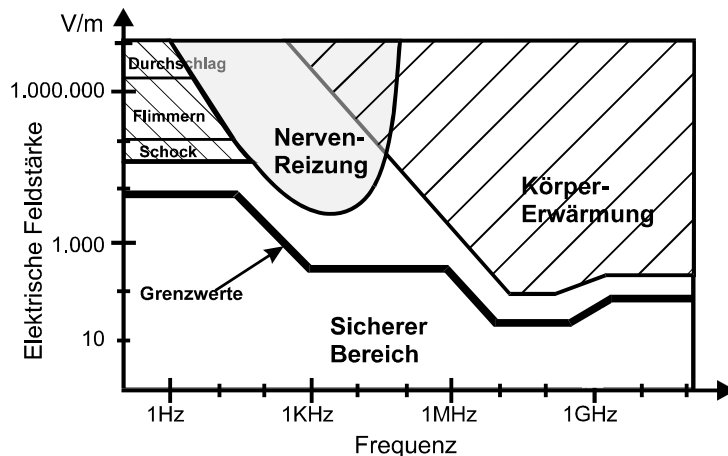 V/m
Durchschlag
1.000.000
Flimmern
Schock
Nerven-
Reizung
Körper-
Erwärmung
Elektrische Feldstärke
1.000
Grenzwerte
Sicherer
Bereich
10
1Hz
1KHz
1MHz
1GHz
Frequenz